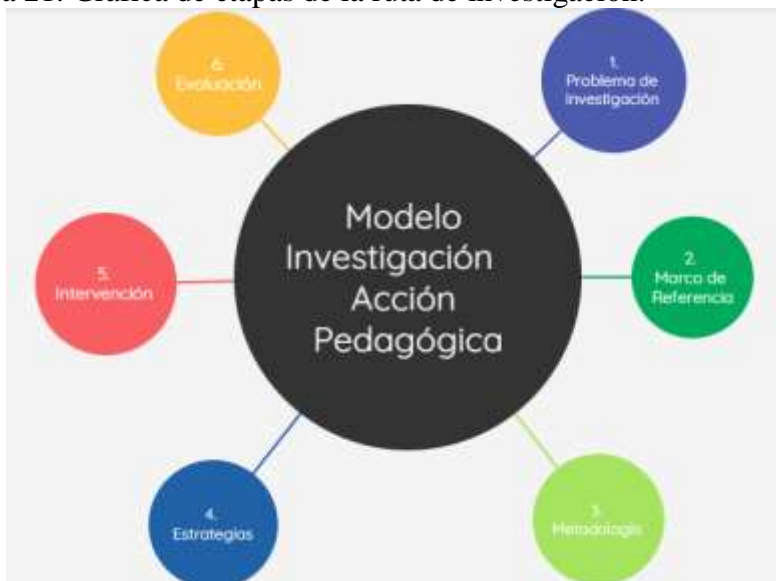 a 21. Gráfica de etapas de la ruta de investigación.
6.
Evaluación
1.
Problema de
Investigación
Modelo
Investigación
Acción
Pedagógica
5.
Intervención
2.
Marco de
Referencia
4.
Estrategias
3.
Metodología